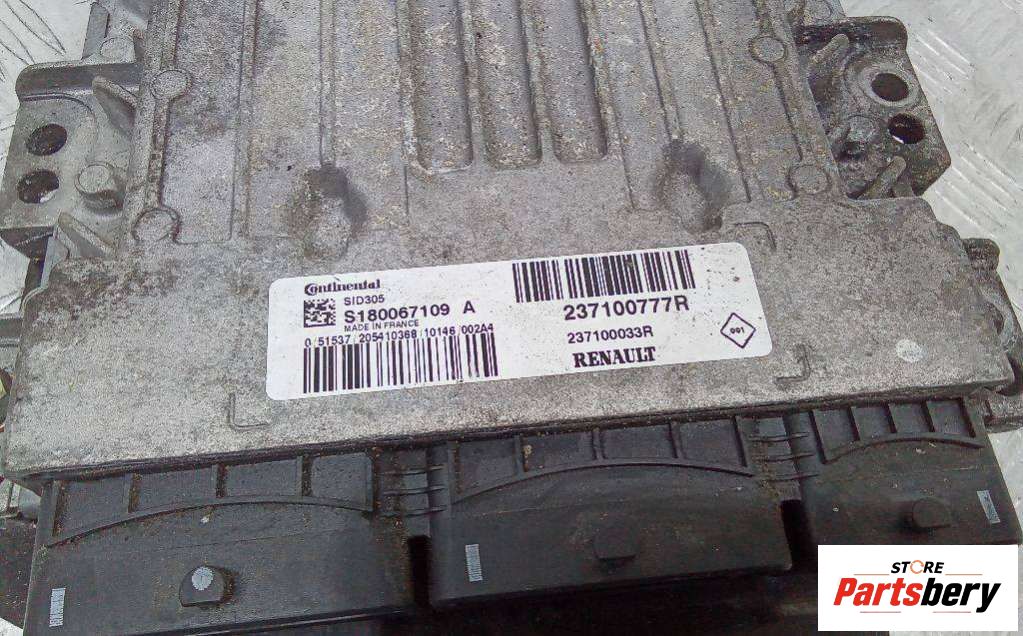 Continental
SID305
S180067109 A
MADE IN FRANCE
0/51537/205410368/10146/002A4
237100777R
237100033R
RENAULT
001
STORE
Partsbery